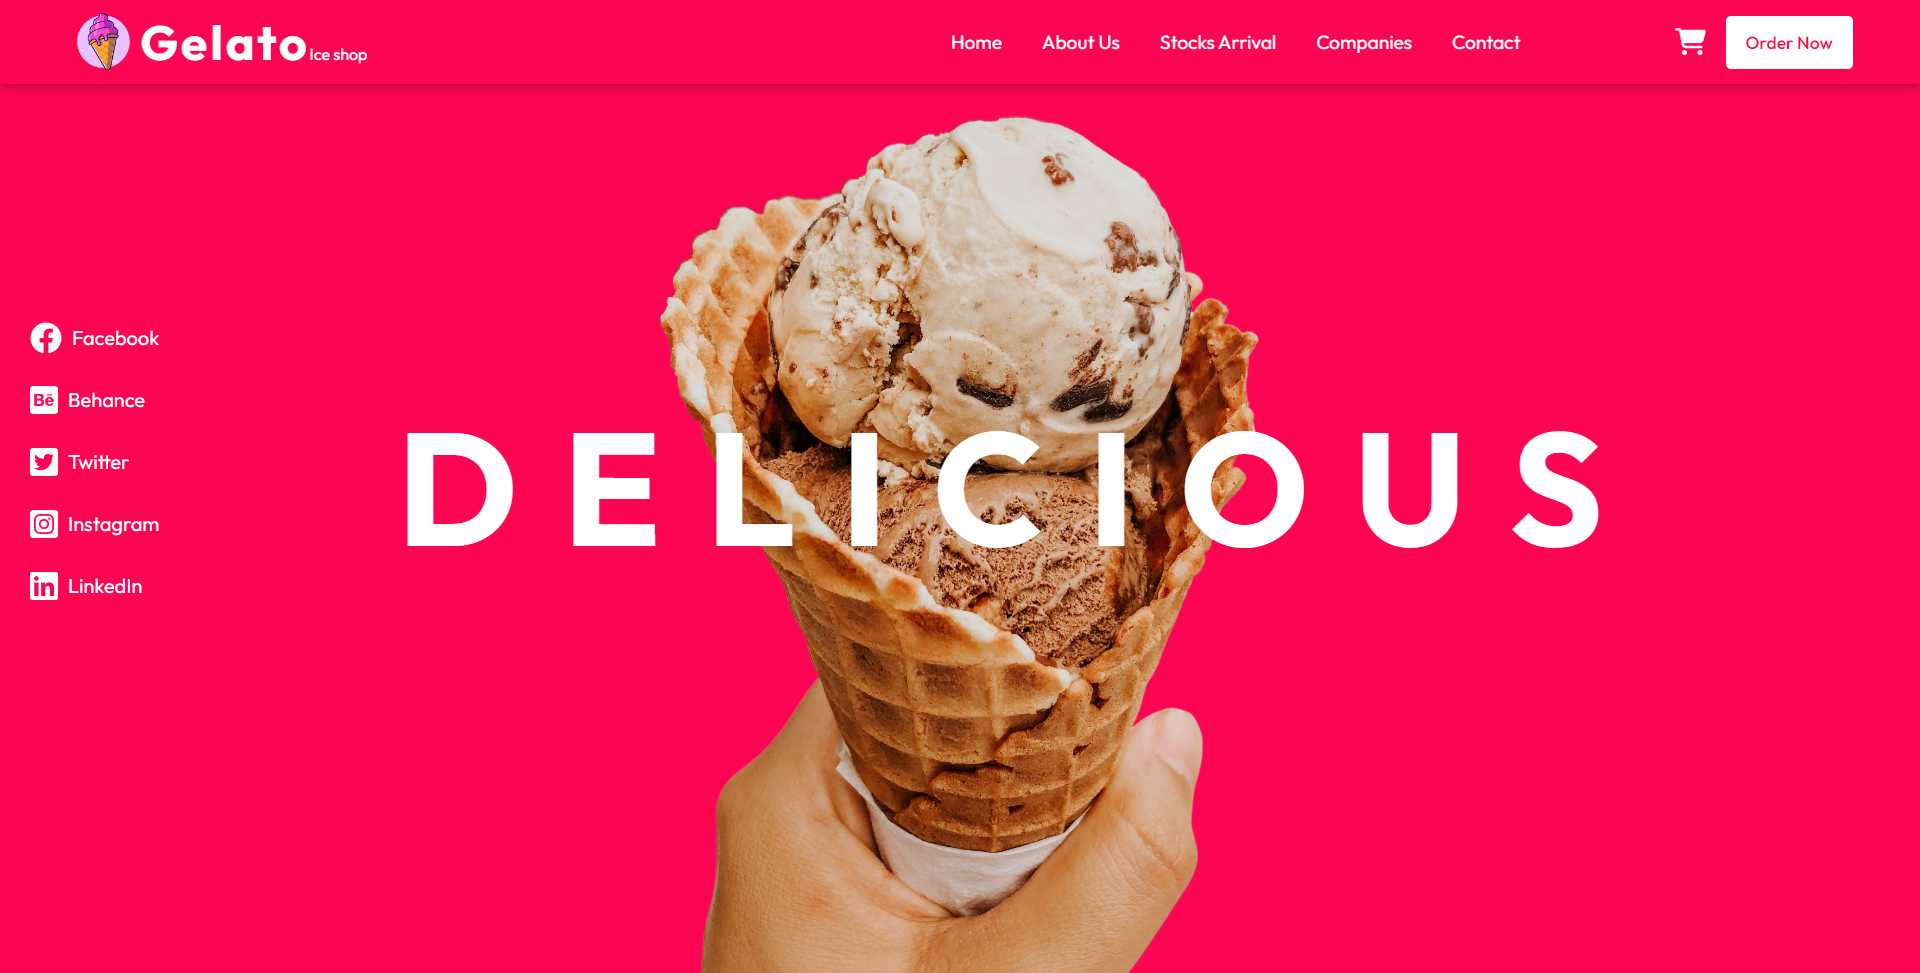 Gelato Ice shop
Home About Us Stocks Arrival Companies Contact Order Now
Facebook
Bē Behance
Twitter
Instagram
in LinkedIn
DELICIOUS